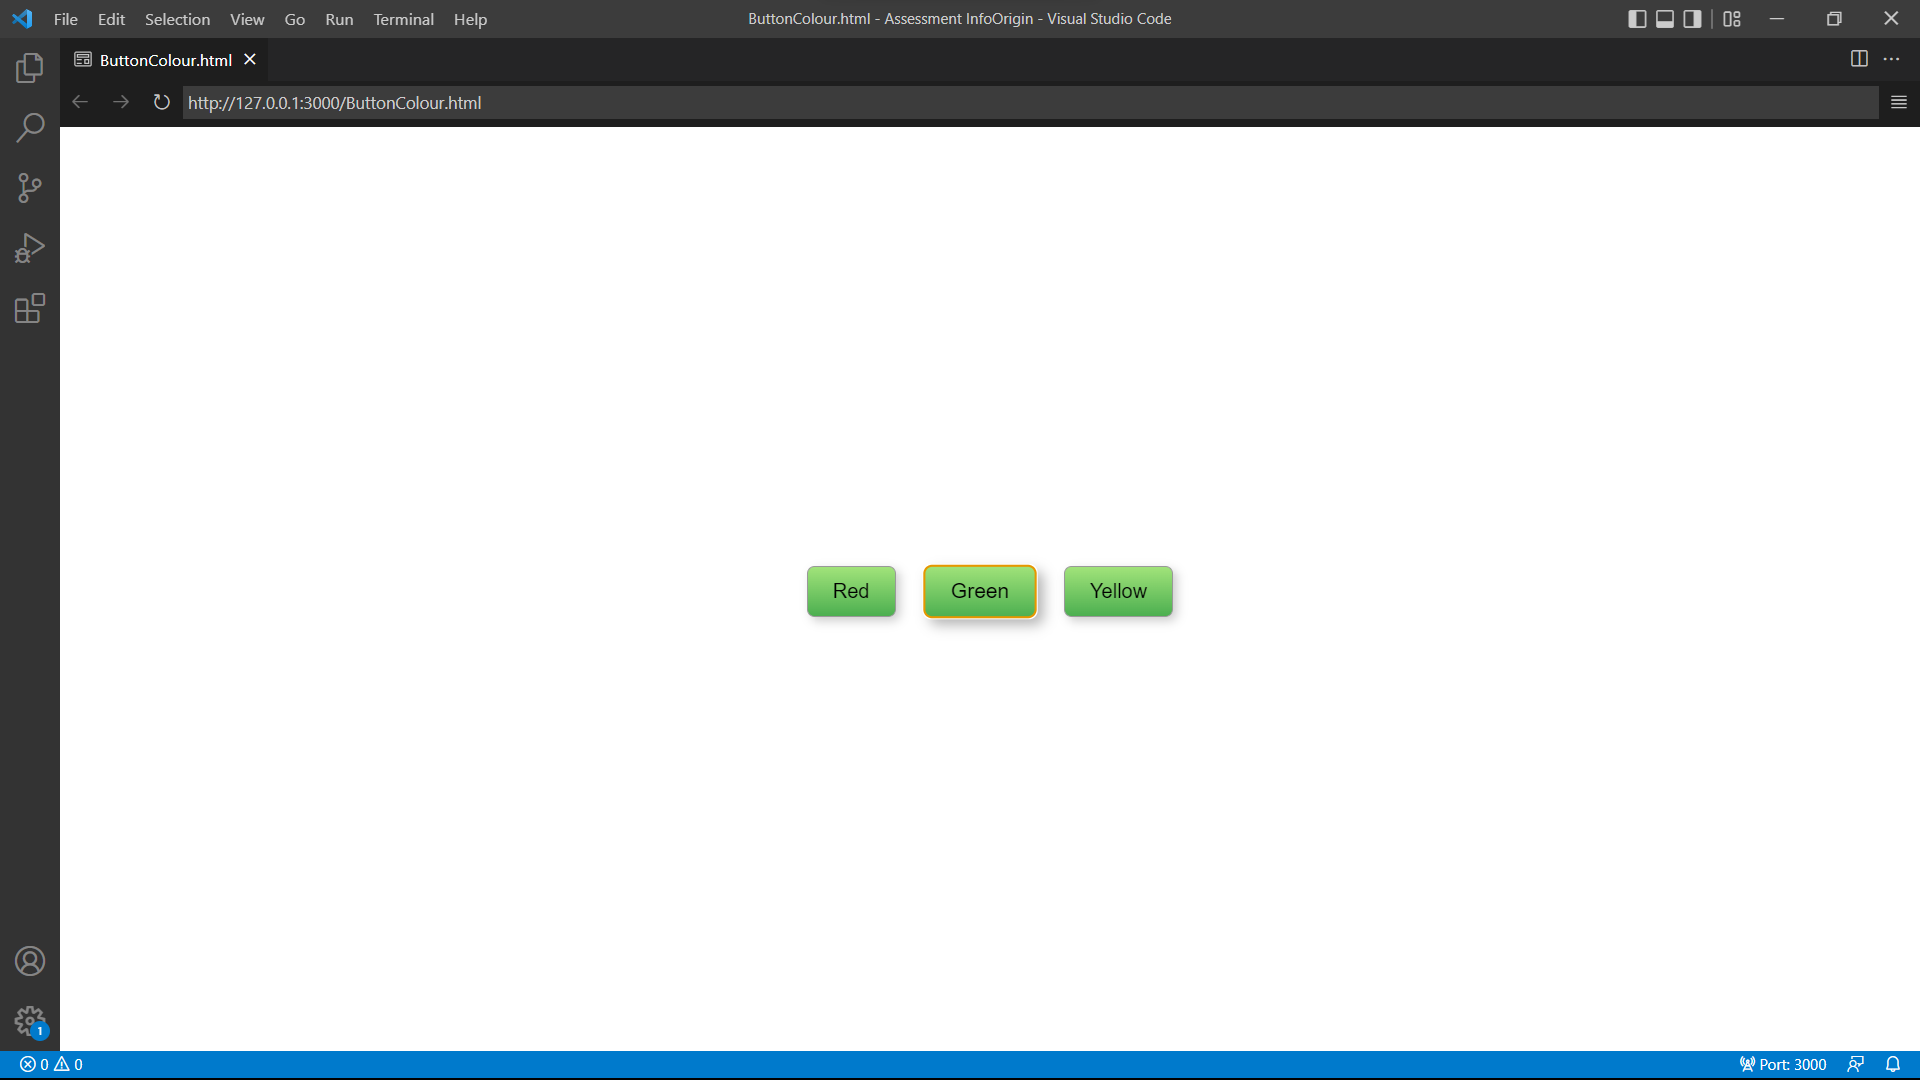 File Edit Selection View Go Run Terminal Help
ButtonColour.html - Assessment InfoOrigin - Visual Studio Code
ButtonColour.html
http://127.0.0.1:3000/ButtonColour.html
Red Green Yellow
1
0 0
Port: 3000